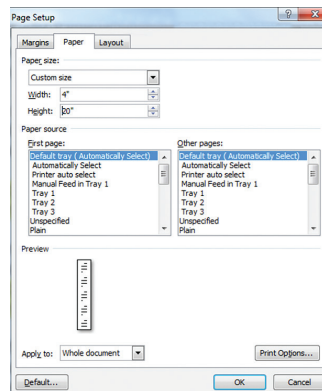 Page Setup
Margins Paper Layout
Paper size:
Custom size
Width: 4"
Height: 20"
Paper source
First page: Other pages:
Default tray (Automatically Select) Default tray (Automatically Select)
Automatically Select Automatically Select
Printer auto select Printer auto select
Manual Feed in Tray 1 Manual Feed in Tray 1
Tray 1 Tray 1
Tray 2 Tray 2
Tray 3 Tray 3
Unspecified Unspecified
Plain Plain
Preview
Apply to: Whole document Print Options...
Default... OK Cancel